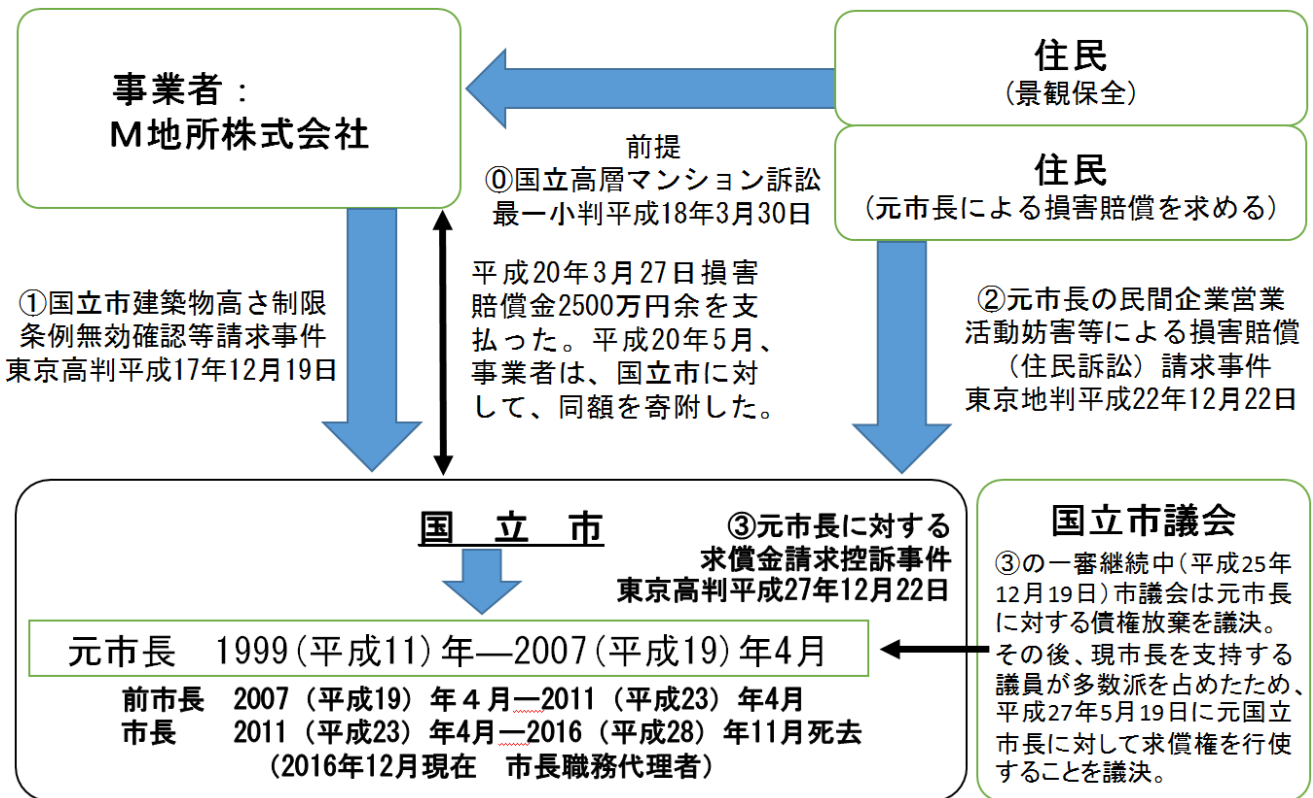 事業者：
Ｍ地所株式会社
住民
(景観保全)
住民
(元市長による損害賠償を求める)
前提
⓪国立高層マンション訴訟
最一小判平成18年3月30日
①国立市建築物高さ制限
条例無効確認等請求事件
東京高判平成17年12月19日
平成20年3月27日損害
賠償金2500万円余を支
払った。平成20年5月、
事業者は、国立市に対
して、同額を寄附した。
②元市長の民間企業営業
活動妨害等による損害賠償
（住民訴訟）請求事件
東京地判平成22年12月22日
国　立　市
③元市長に対する
求償金請求控訴事件
東京高判平成27年12月22日
元市長　1999(平成11)年―2007(平成19)年4月
前市長　2007（平成19）年４月―2011（平成23）年4月
市長　　2011（平成23）年4月―2016（平成28）年11月死去
（2016年12月現在　市長職務代理者）
国立市議会
③の一審継続中(平成25年
12月19日)市議会は元市長
に対する債権放棄を議決。
その後、現市長を支持する
議員が多数派を占めたため、
平成27年5月19日に元国立
市長に対して求償権を行使
することを議決。